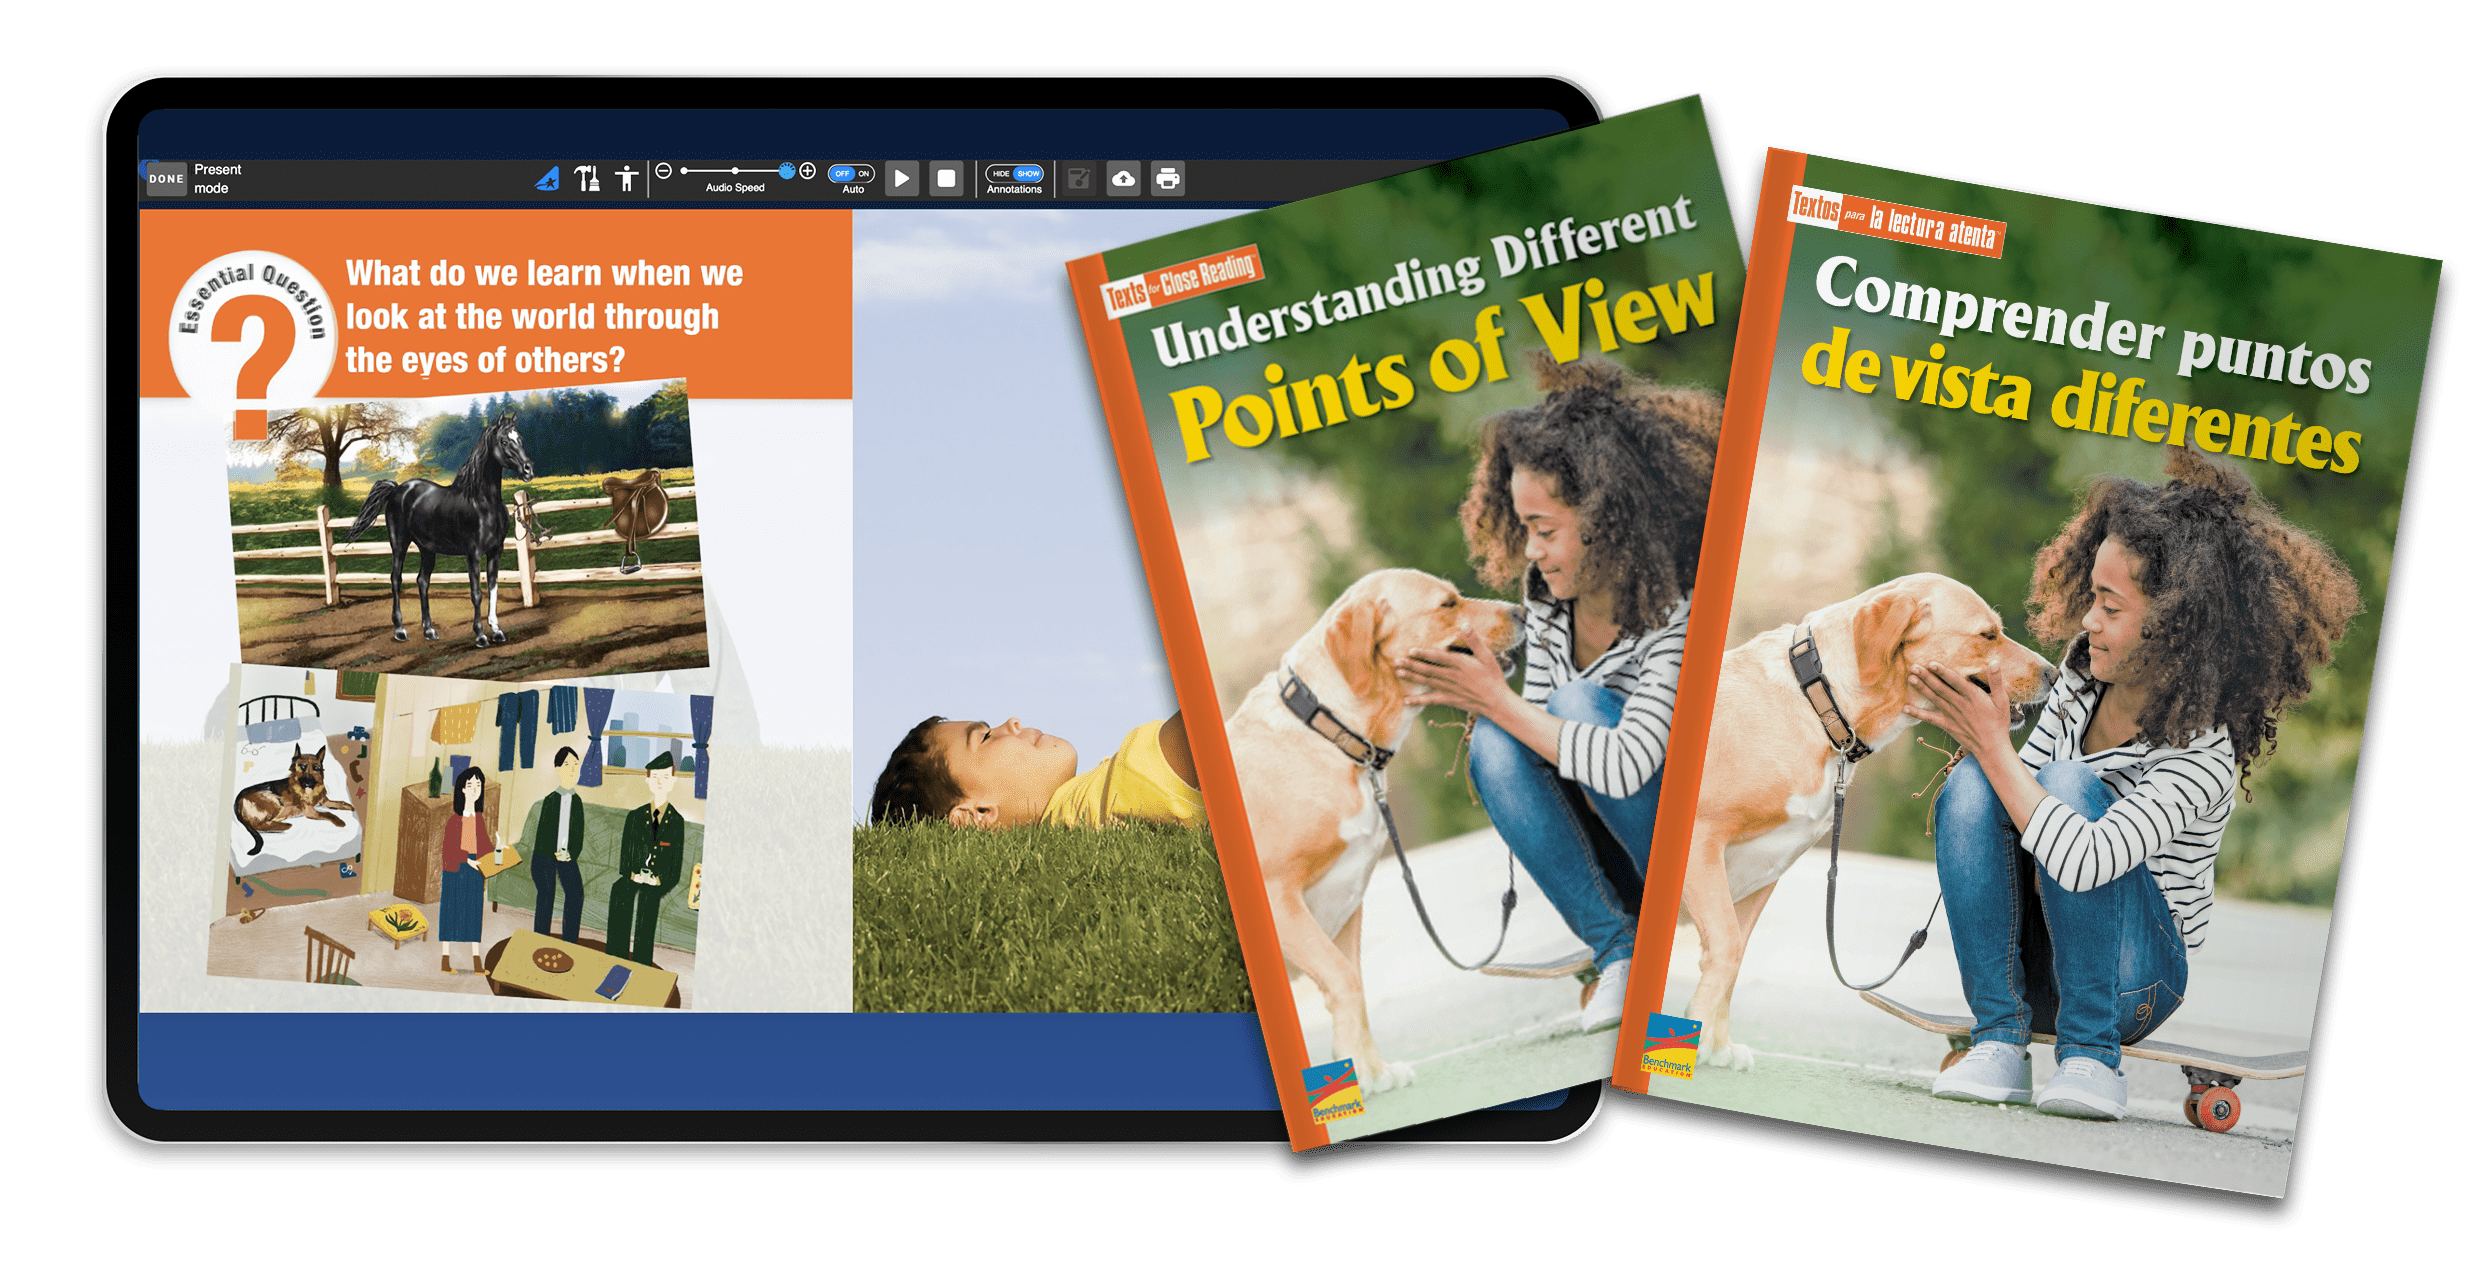 DONE
Present
mode
Audio Speed
OFF ON
Auto
HIDE SHOW
Annotations
Essential Question
?
What do we learn when we
look at the world through
the eyes of others?
Texts for Close Reading™
Understanding Different
Points of View
Benchmark
EDUCATION
Textos para la lectura atenta™
Comprender puntos
de vista diferentes
Benchmark
EDUCATION